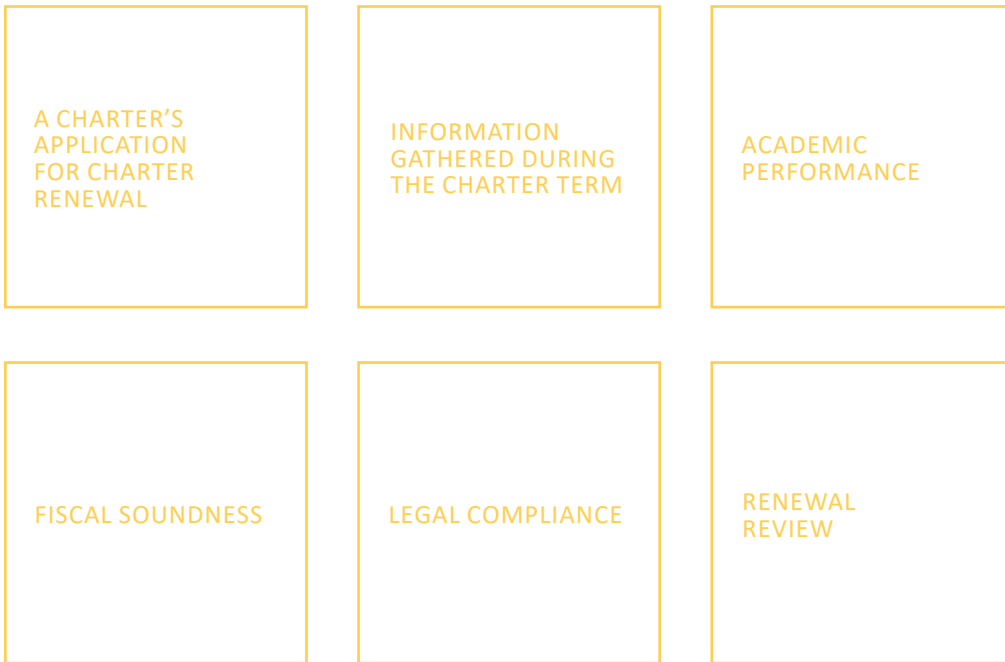 A CHARTER’S
APPLICATION
FOR CHARTER
RENEWAL
INFORMATION
GATHERED DURING
THE CHARTER TERM
ACADEMIC
PERFORMANCE
FISCAL SOUNDNESS
LEGAL COMPLIANCE
RENEWAL
REVIEW